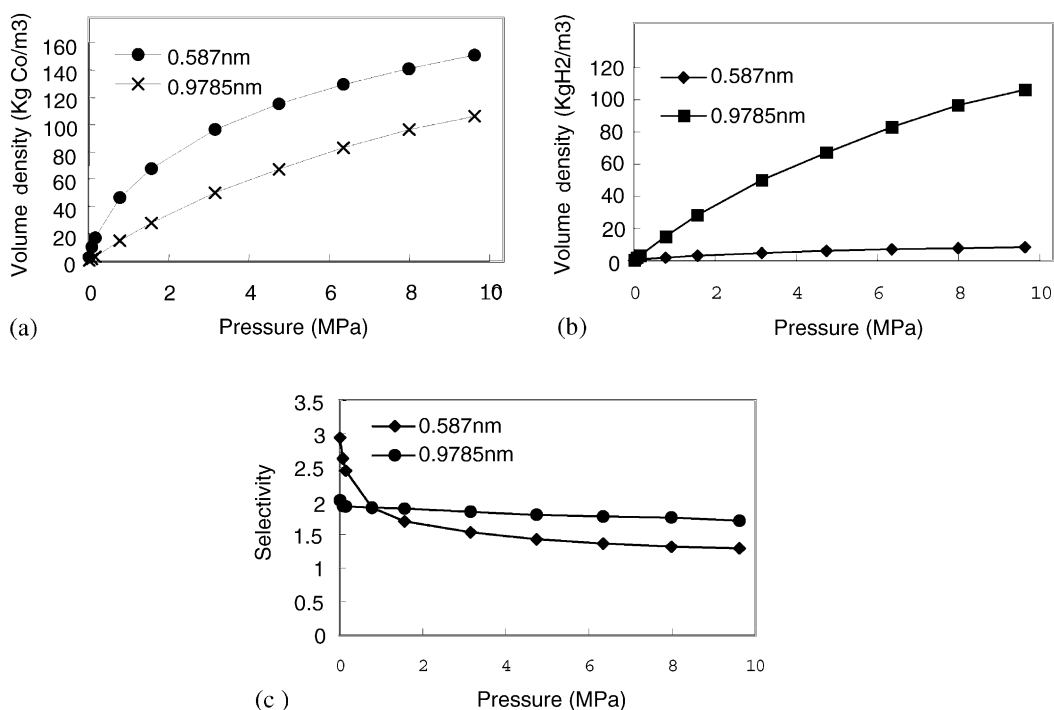 Volume density (Kg Co/m3)
160
140
120
100
80
60
40
20
0
0.587nm
0.9785nm
0 2 4 6 8 10
Pressure (MPa)
(a)
Volume density (KgH2/m3)
120
100
80
60
40
20
0
0.587nm
0.9785nm
0 2 4 6 8 10
Pressure (MPa)
(b)
Selectivity
3.5
3
2.5
2
1.5
1
0.5
0
0.587nm
0.9785nm
0 2 4 6 8 10
Pressure (MPa)
(c )